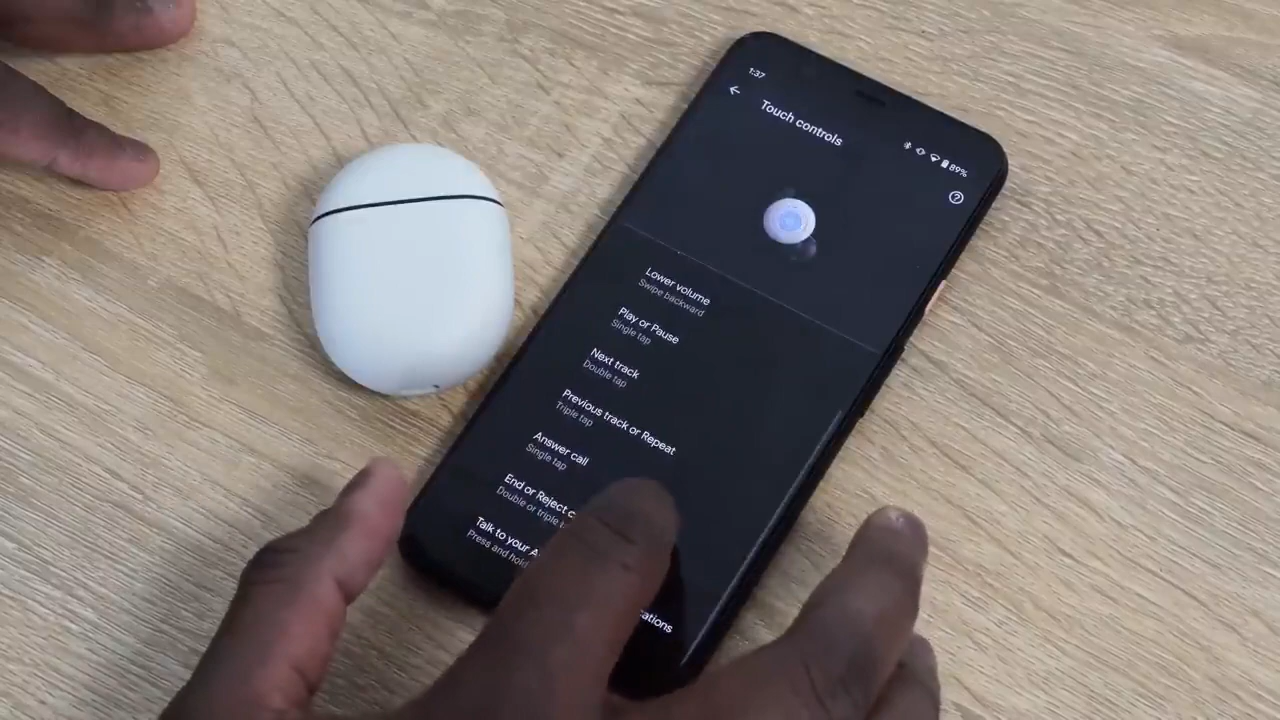 1:37
89%
Touch controls
Lower volume
Swipe backward
Play or Pause
Single tap
Next track
Double tap
Previous track or Repeat
Triple tap
Answer call
Single tap
End or Reject
Double or triple
Talk to your
Press and hold